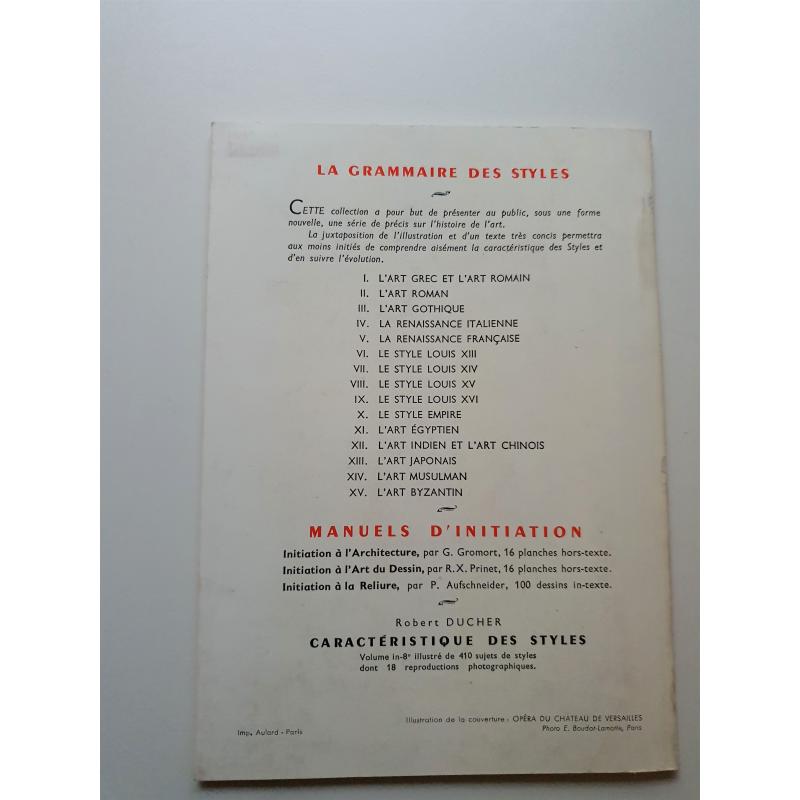 LA GRAMMAIRE DES STYLES
CETTE collection a pour but de présenter au public, sous une forme
nouvelle, une série de précis sur l'histoire de l'art.
La juxtaposition de l'illustration et d'un texte très concis permettra
aux moins initiés de comprendre aisément la caractéristique des Styles et
d'en suivre l'évolution.
I. L'ART GREC ET L'ART ROMAIN
II. L'ART ROMAN
III. L'ART GOTHIQUE
IV. LA RENAISSANCE ITALIENNE
V. LA RENAISSANCE FRANÇAISE
VI. LE STYLE LOUIS XIII
VII. LE STYLE LOUIS XIV
VIII. LE STYLE LOUIS XV
IX. LE STYLE LOUIS XVI
X. LE STYLE EMPIRE
XI. L'ART ÉGYPTIEN
XII. L'ART INDIEN ET L'ART CHINOIS
XIII. L'ART JAPONAIS
XIV. L'ART MUSULMAN
XV. L'ART BYZANTIN
MANUELS D'INITIATION
Initiation à l'Architecture, par G. Gromort, 16 planches hors-texte.
Initiation à l'Art du Dessin, par R.X. Prinet, 16 planches hors-texte.
Initiation à la Reliure, par P. Aufschneider, 100 dessins in-texte.
Robert DUCHER
CARACTÉRISTIQUE DES STYLES
Volume in-8° illustré de 410 sujets de styles
dont 18 reproductions photographiques.
Illustration de la couverture : OPÉRA DU CHATEAU DE VERSAILLES
Photo E. Boudot-Lamotte, Paris
Imp. Aulard - Paris